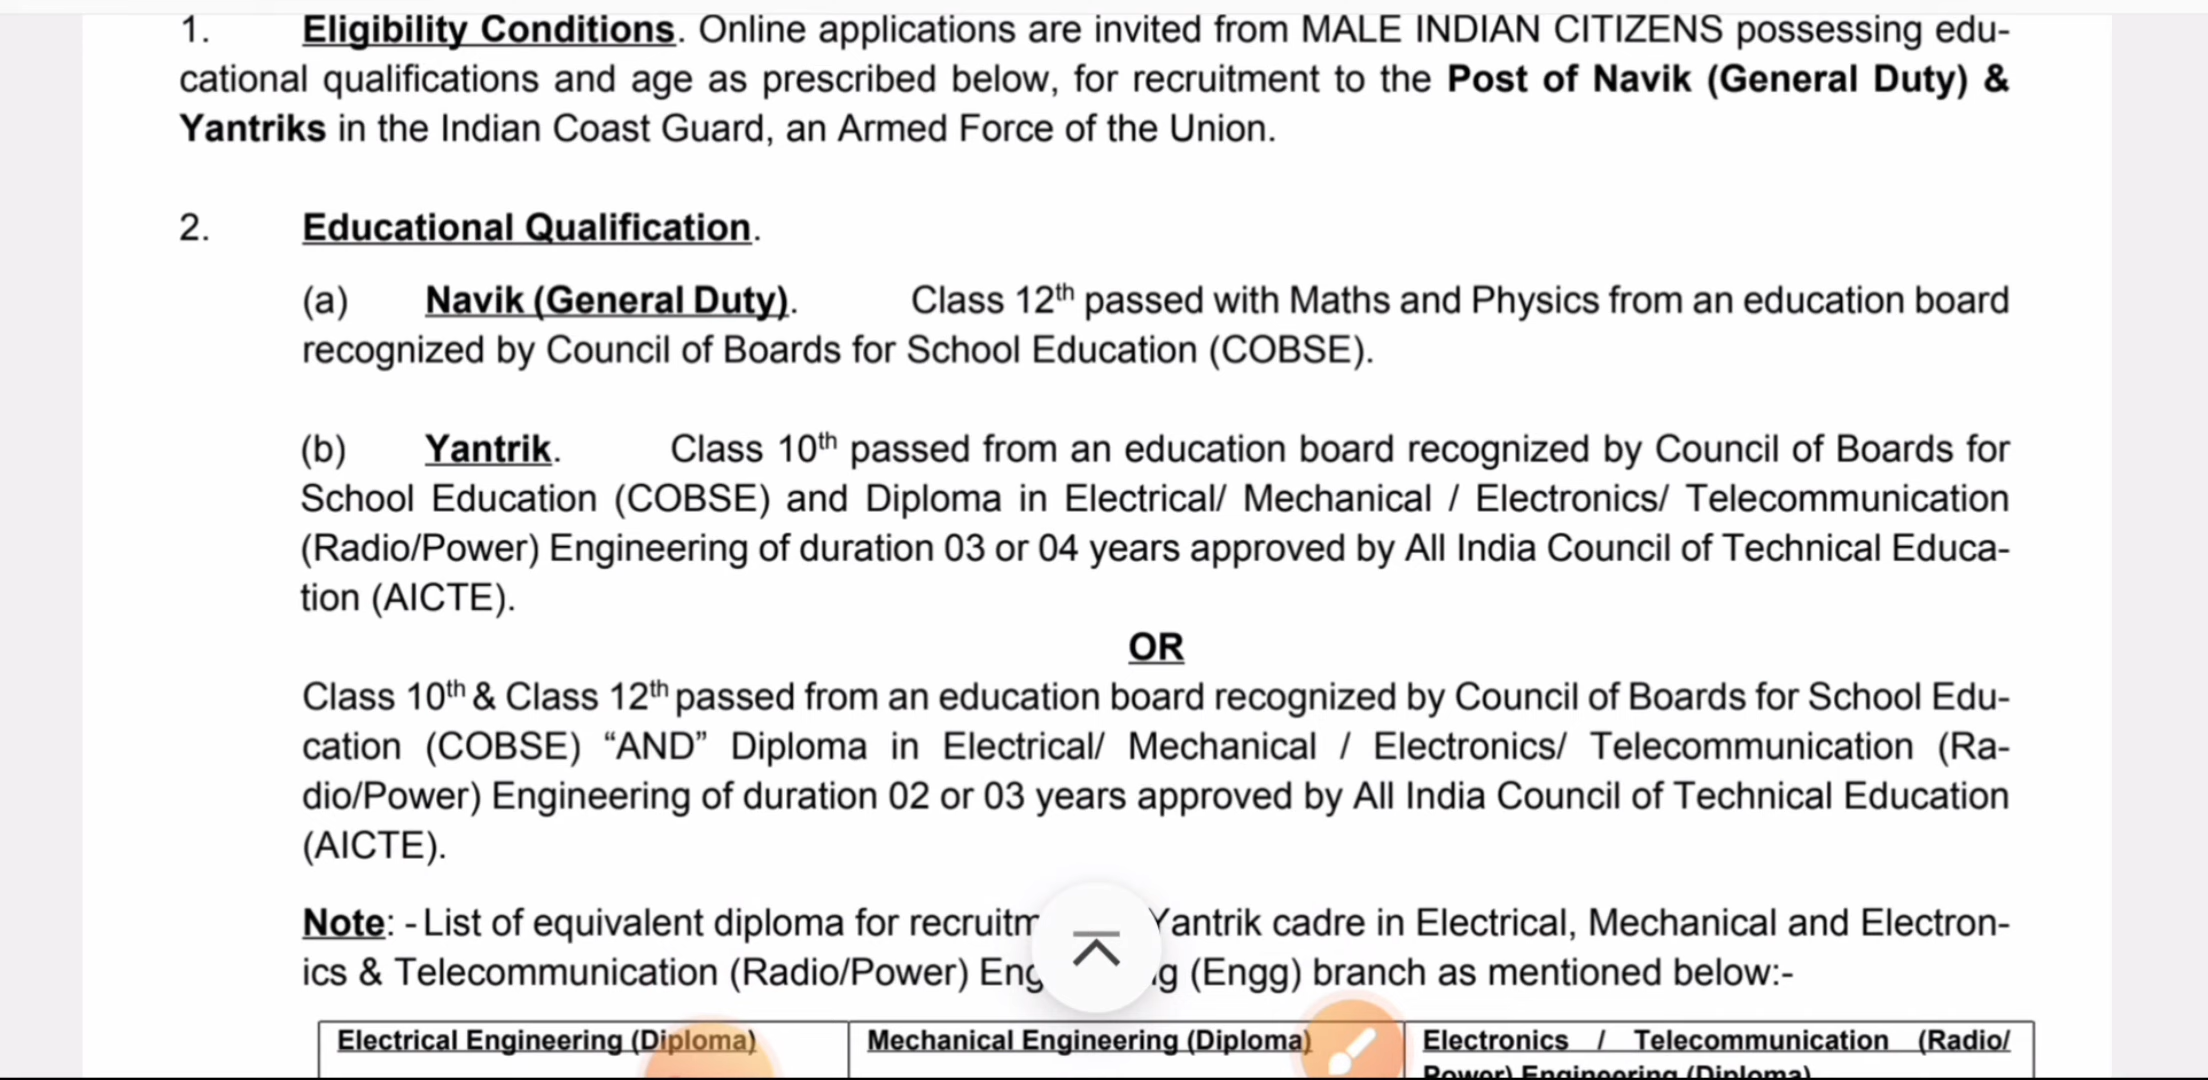 1. Eligibility Conditions. Online applications are invited from MALE INDIAN CITIZENS possessing edu-
cational qualifications and age as prescribed below, for recruitment to the Post of Navik (General Duty) &
Yantriks in the Indian Coast Guard, an Armed Force of the Union.
2. Educational Qualification.
(a) Navik (General Duty). Class 12th passed with Maths and Physics from an education board
recognized by Council of Boards for School Education (COBSE).
(b) Yantrik. Class 10th passed from an education board recognized by Council of Boards for
School Education (COBSE) and Diploma in Electrical/ Mechanical / Electronics/ Telecommunication
(Radio/Power) Engineering of duration 03 or 04 years approved by All India Council of Technical Educa-
tion (AICTE).
OR
Class 10th & Class 12th passed from an education board recognized by Council of Boards for School Edu-
cation (COBSE) “AND” Diploma in Electrical/ Mechanical / Electronics/ Telecommunication (Ra-
dio/Power) Engineering of duration 02 or 03 years approved by All India Council of Technical Education
(AICTE).
Note: - List of equivalent diploma for Yantrik cadre in Electrical, Mechanical and Electron-
ics & Telecommunication (Radio/Power) (Engg) branch as mentioned below:-
Electrical Engineering (Diploma) Mechanical Engineering (Diploma) Electronics / Telecommunication (Radio/
Power) Engineering (Diploma)